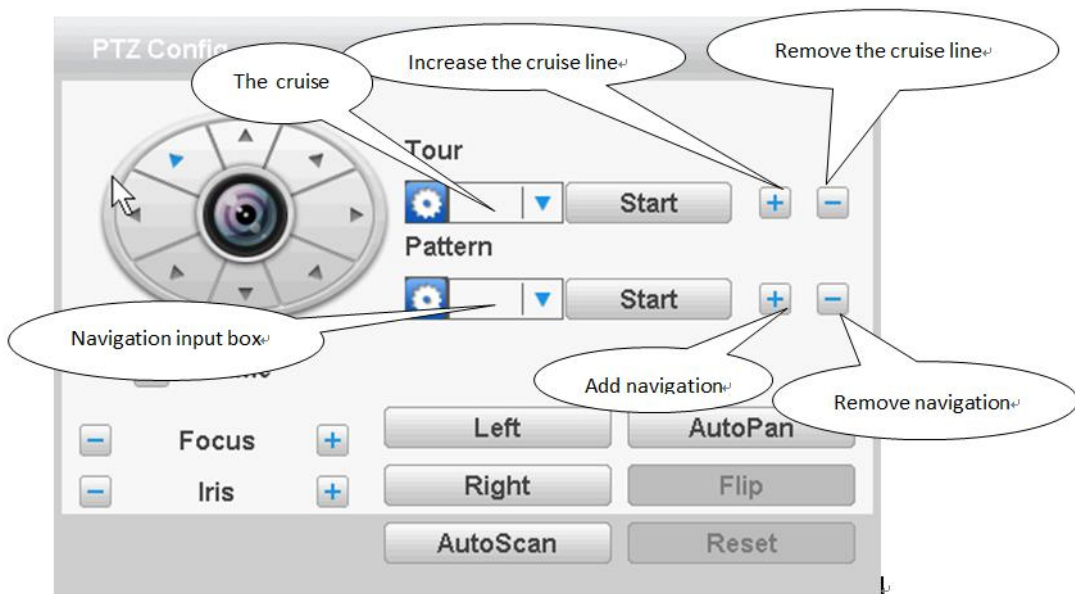 PTZ Config
The cruise
Increase the cruise line
Remove the cruise line
Tour
Start
Pattern
Start
Navigation input box
Add navigation
Remove navigation
Focus
Iris
Left
AutoPan
Right
Flip
AutoScan
Reset